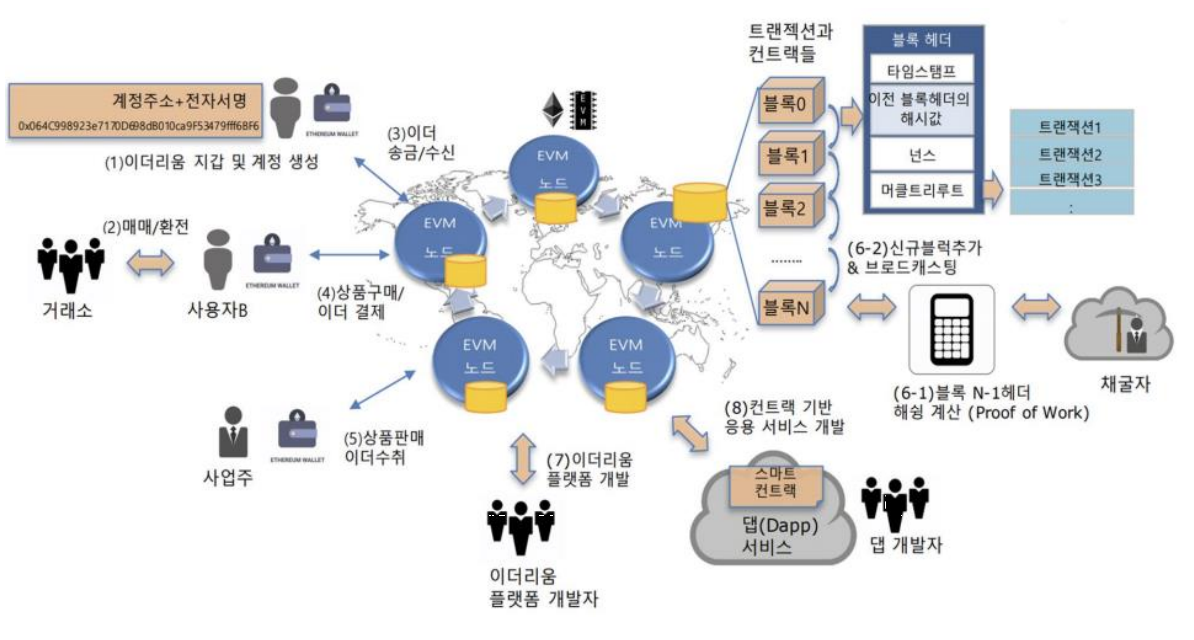 계정주소+전자서명
0x064C998923e7170D698dB010ca9F53479fff68F6
ETHEREUM WALLET
(1)이더리움 지갑 및 계정 생성
(3)이더
송금/수신
(2)매매/환전
거래소
사용자B
ETHEREUM WALLET
(4)상품구매/
이더 결제
사업주
ETHEREUM WALLET
(5)상품판매
이더수취
EVM
EVM
노드
EVM
노드
EVM
노드
EVM
노드
EVM
노드
(7)이더리움
플랫폼 개발
이더리움
플랫폼 개발자
(8)컨트랙 기반
응용 서비스 개발
스마트
컨트랙
댑(Dapp)
서비스
댑 개발자
트랜젝션과
컨트랙들
블록0
블록1
블록2
........
블록N
블록 헤더
타임스탬프
이전 블록헤더의
해시값
넌스
머클트리루트
트랜잭션1
트랜잭션2
트랜잭션3
:
(6-2)신규블럭추가
& 브로드캐스팅
(6-1)블록 N-1헤더
해슁 계산 (Proof of Work)
채굴자